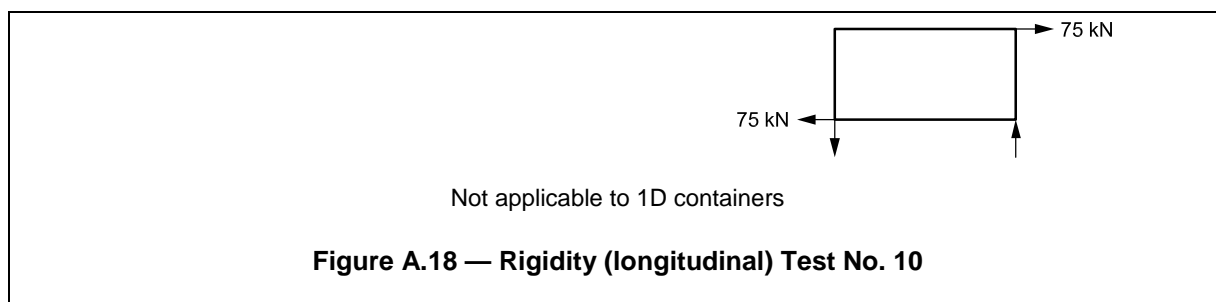 75 kN
75 kN
Not applicable to 1D containers
Figure A.18 — Rigidity (longitudinal) Test No. 10